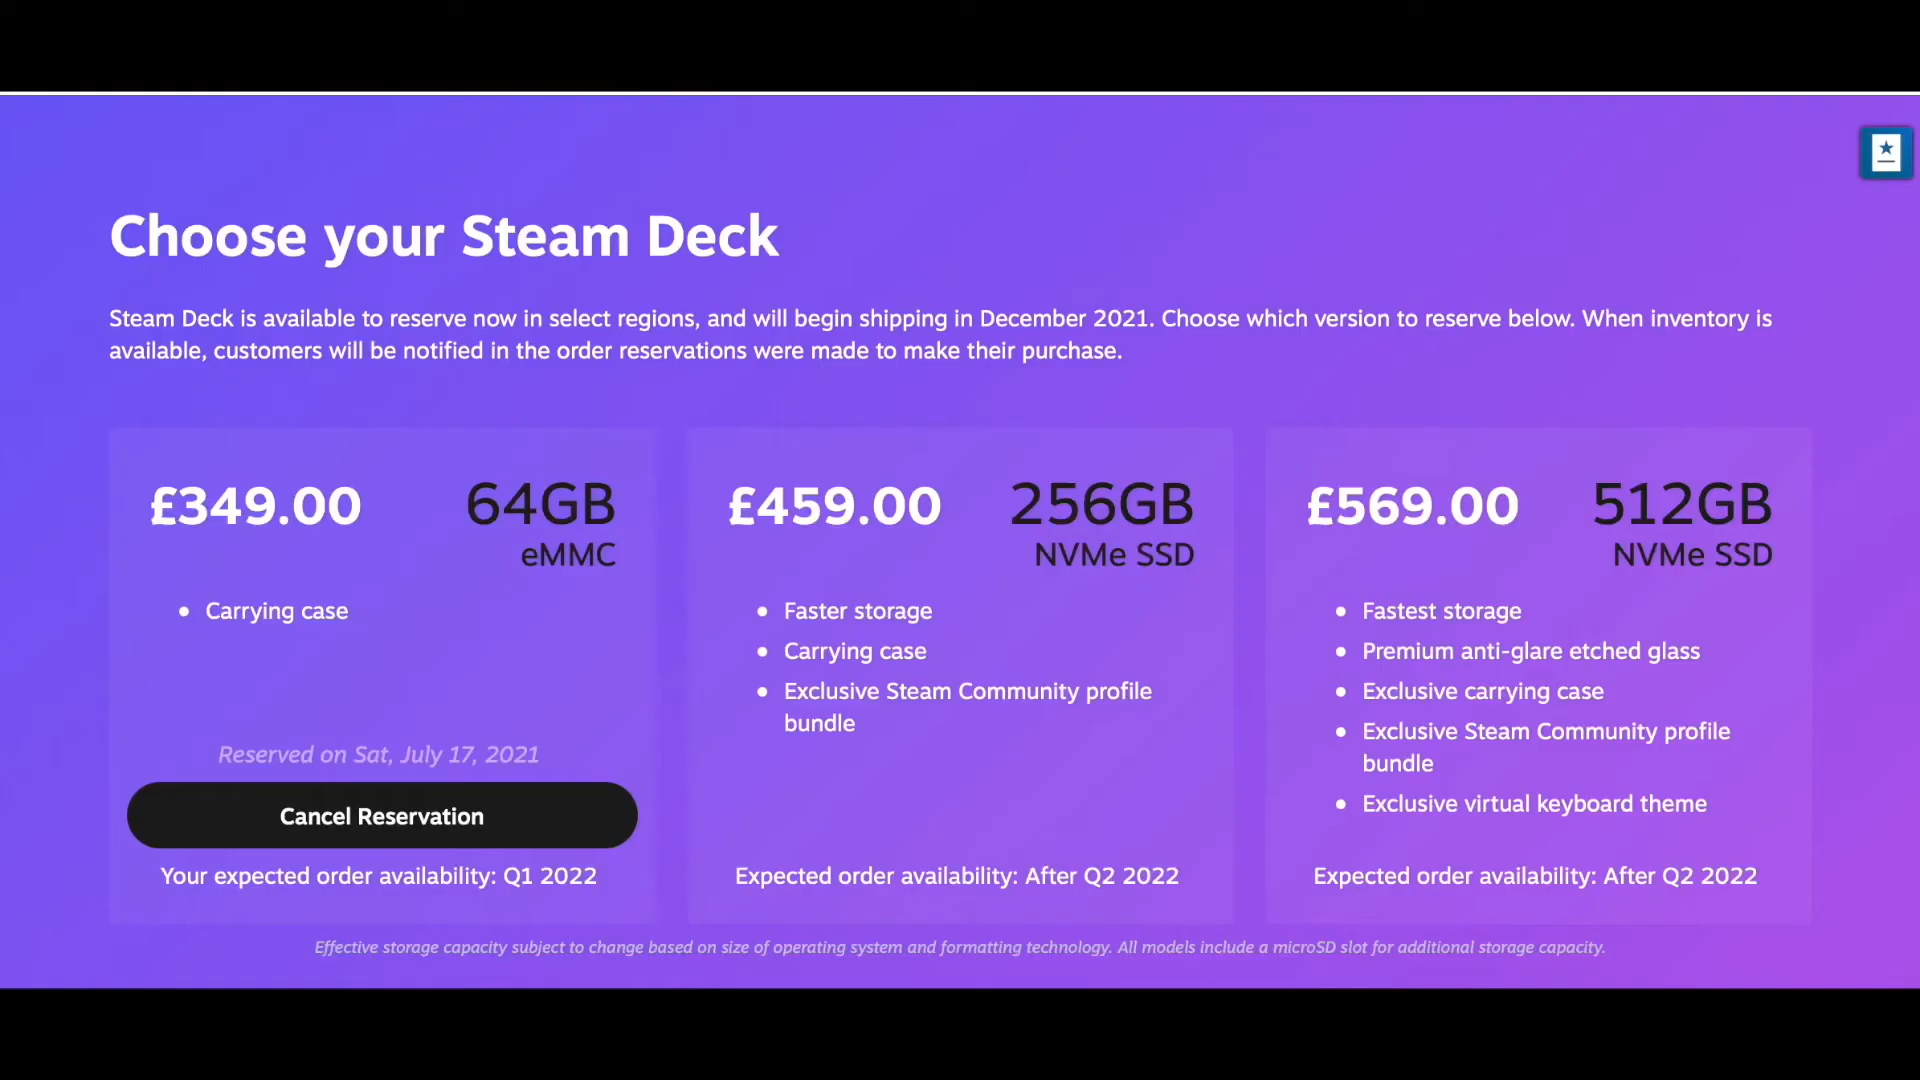 Choose your Steam Deck
Steam Deck is available to reserve now in select regions, and will begin shipping in December 2021. Choose which version to reserve below. When inventory is
available, customers will be notified in the order reservations were made to make their purchase.
£349.00
64GB
eMMC
• Carrying case
Reserved on Sat, July 17, 2021
Cancel Reservation
Your expected order availability: Q1 2022
£459.00
256GB
NVMe SSD
• Faster storage
• Carrying case
• Exclusive Steam Community profile
bundle
Expected order availability: After Q2 2022
£569.00
512GB
NVMe SSD
• Fastest storage
• Premium anti-glare etched glass
• Exclusive carrying case
• Exclusive Steam Community profile
bundle
• Exclusive virtual keyboard theme
Expected order availability: After Q2 2022
Effective storage capacity subject to change based on size of operating system and formatting technology. All models include a microSD slot for additional storage capacity.